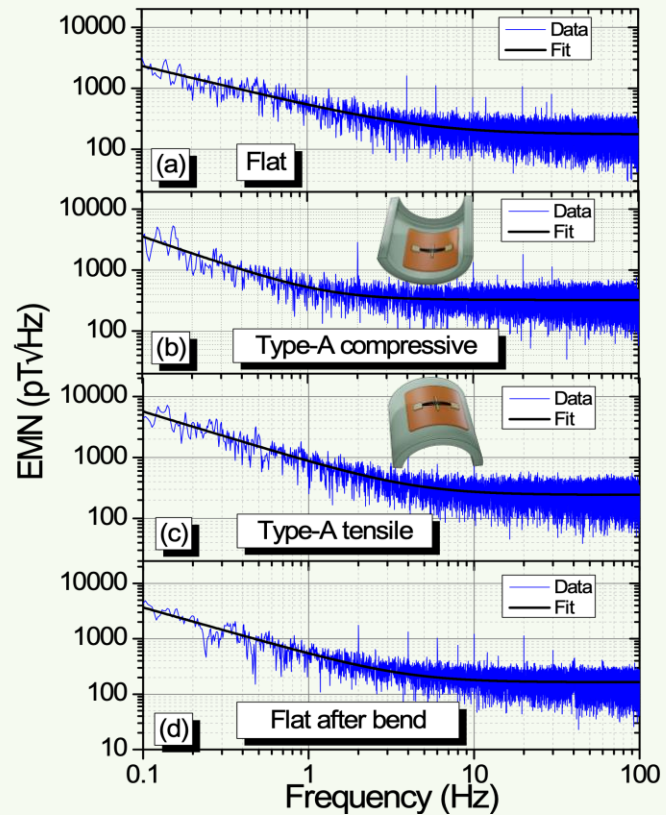 10000
1000
100
Data
Fit
(a)
Flat
10000
1000
100
Data
Fit
(b)
Type-A compressive
EMN (pT√Hz)
10000
1000
100
Data
Fit
(c)
Type-A tensile
10000
1000
100
10
Data
Fit
(d)
Flat after bend
0.1
1
10
100
Frequency (Hz)